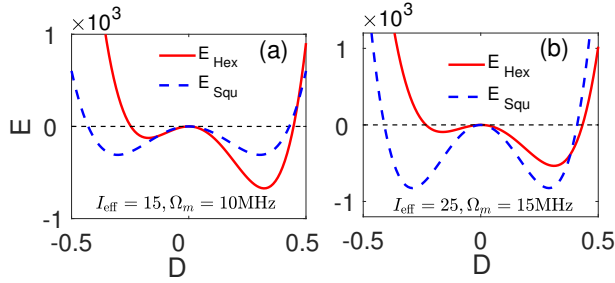 ×10³ ×10³
1 (a) 1 (b)
E Hex E Hex
E Squ E Squ
E 0 0
I_eff = 15, Ω_m = 10MHz I_eff = 25, Ω_m = 15MHz
-1 -1
-0.5 0 0.5 -0.5 0 0.5
D D